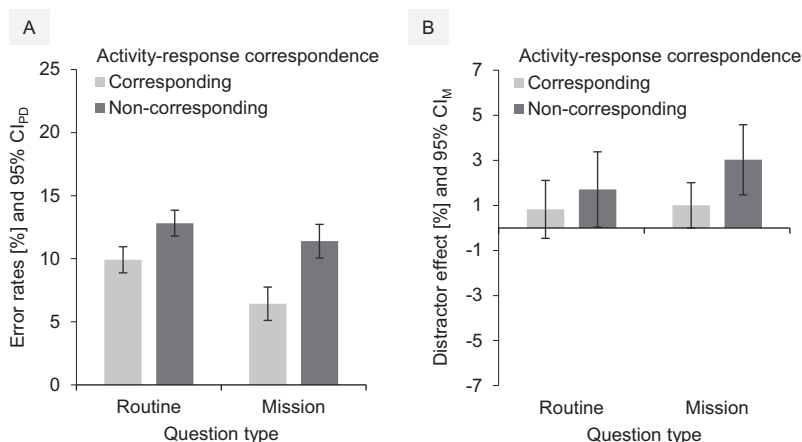 A
Activity-response correspondence
Corresponding
Non-corresponding
Error rates [%] and 95% CI_PD
25
20
15
10
5
0
Routine
Mission
Question type
B
Activity-response correspondence
Corresponding
Non-corresponding
Distractor effect [%] and 95% CI_M
7
5
3
1
-1
-3
-5
-7
Routine
Mission
Question type